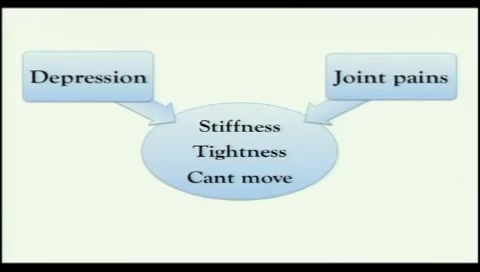 Depression
Joint pains
Stiffness
Tightness
Cant move